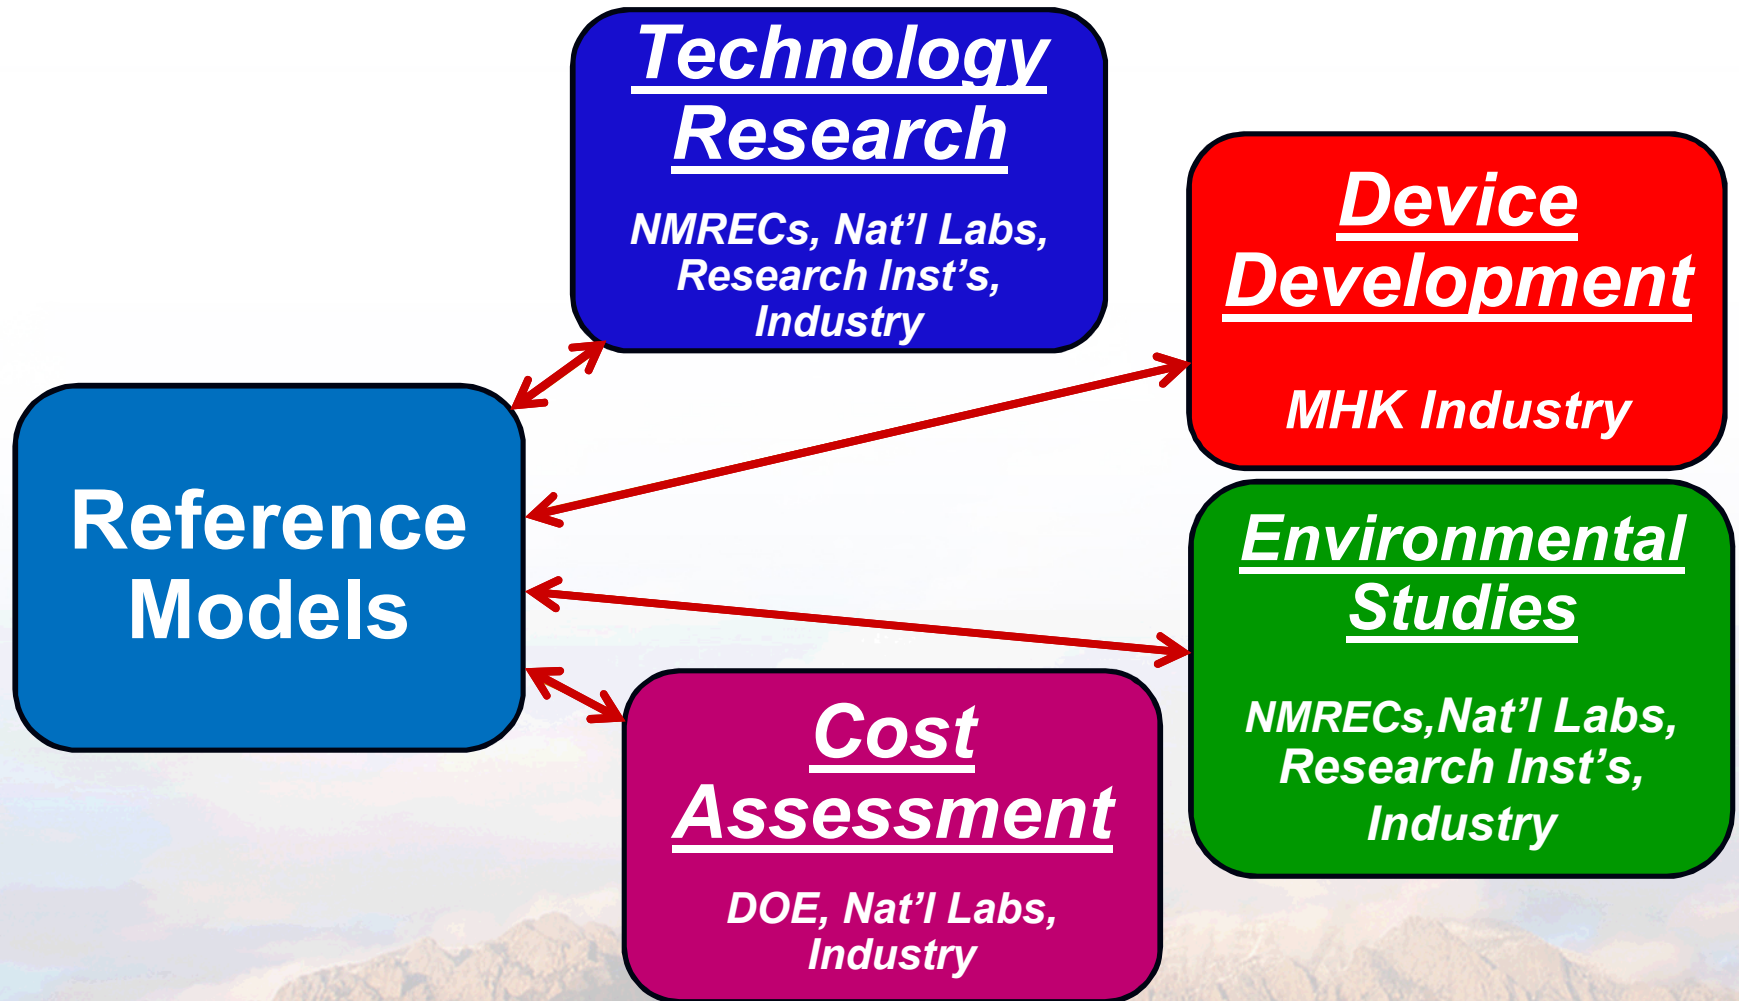 Technology
Research
NMRECs, Nat’l Labs,
Research Inst’s,
Industry
Device
Development
MHK Industry
Reference
Models
Environmental
Studies
NMRECs,Nat’l Labs,
Research Inst’s,
Industry
Cost
Assessment
DOE, Nat’l Labs,
Industry